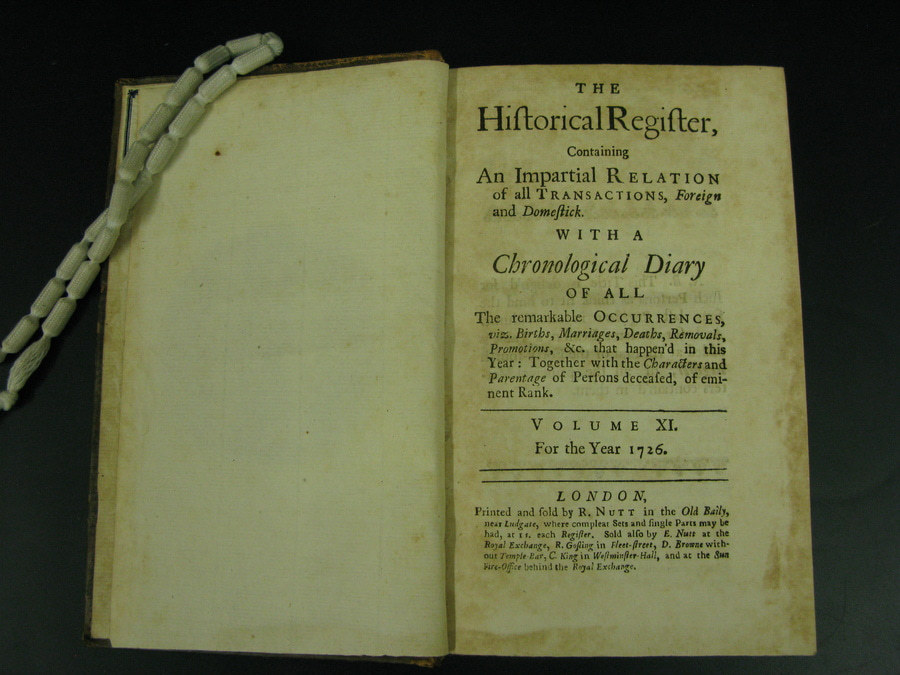 THE
Hiſtorical Regiſter,
Containing
An Impartial RELATION
of all TRANSACTIONS, Foreign
and Domeſtick.
WITH A
Chronological Diary
OF ALL
The remarkable OCCURRENCES,
viz. Births, Marriages, Deaths, Removals,
Promotions, &c. that happen'd in this
Year: Together with the Characters and
Parentage of Perſons deceaſed, of emi-
nent Rank.
VOLUME XI.
For the Year 1726.
LONDON,
Printed and ſold by R. NUTT in the Old Baily,
near Ludgate, where compleat Sets and ſingle Parts may be
had, at 1 s. each Regiſter. Sold alſo by E. Nutt at the
Royal Exchange, R. Goſling in Fleet-ſtreet, D. Browne with-
out Temple-Bar, C. King in Weſtminſter-Hall, and at the Sun
Fire-Office behind the Royal Exchange.